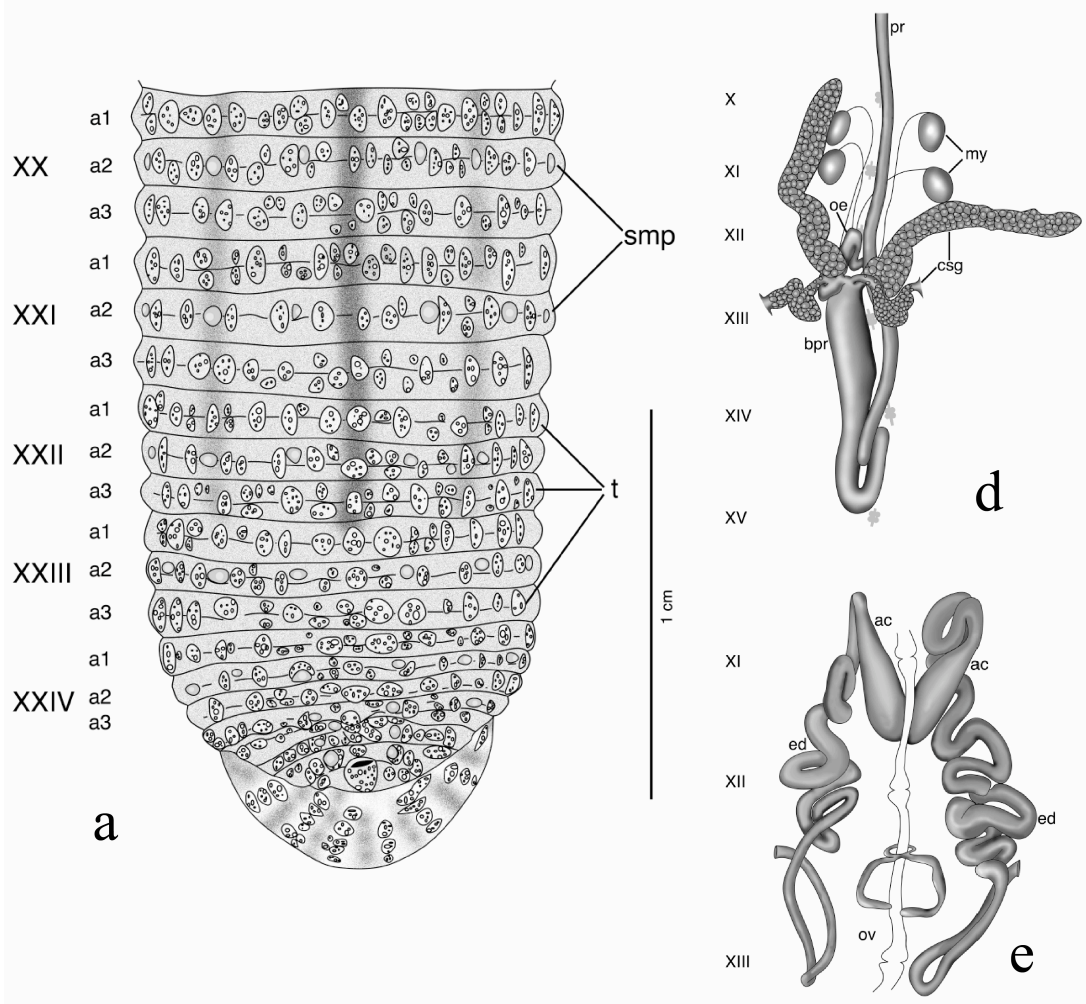 a1
XX a2
a3
smp
a1
XXI a2
a3
a1
XXII a2
a3
t
a1
XXIII a2
a3
a1
XXIV a2
a3
1 cm
a
pr
X
my
XI
oe
XII
csg
XIII
bpr
XIV
d
XV
ac
XI
ac
ed
XII
ed
ov
XIII
e